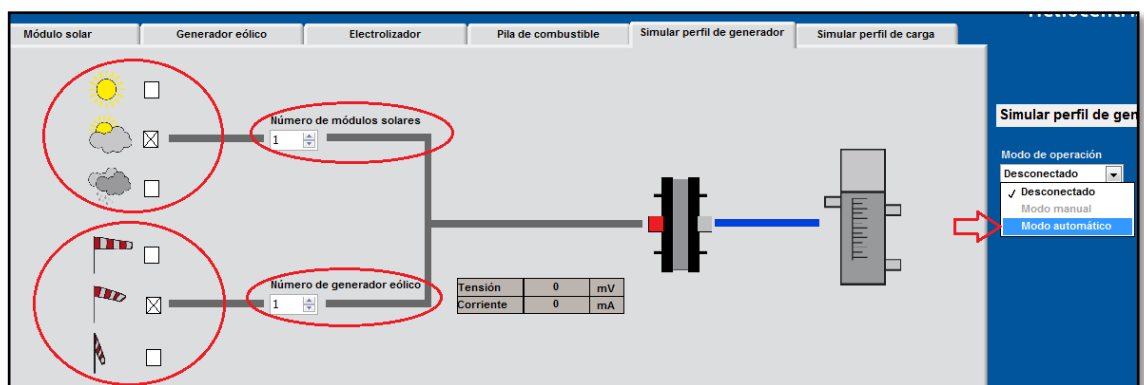 Módulo solar
Generador eólico
Electrolizador
Pila de combustible
Simular perfil de generador
Simular perfil de carga
Número de módulos solares
1
Número de generador eólico
1
Tensión 0 mV
Corriente 0 mA
Simular perfil de gen
Modo de operación
Desconectado
✓ Desconectado
Modo manual
Modo automático